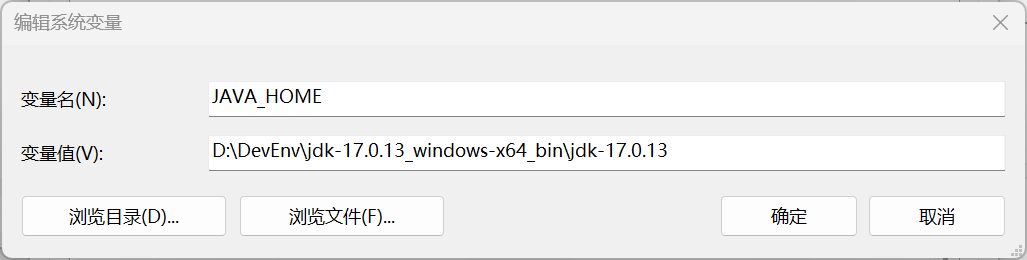 编辑系统变量
变量名(N):
JAVA_HOME
变量值(V):
D:\DevEnv\jdk-17.0.13_windows-x64_bin\jdk-17.0.13
浏览目录(D)...
浏览文件(F)...
确定
取消